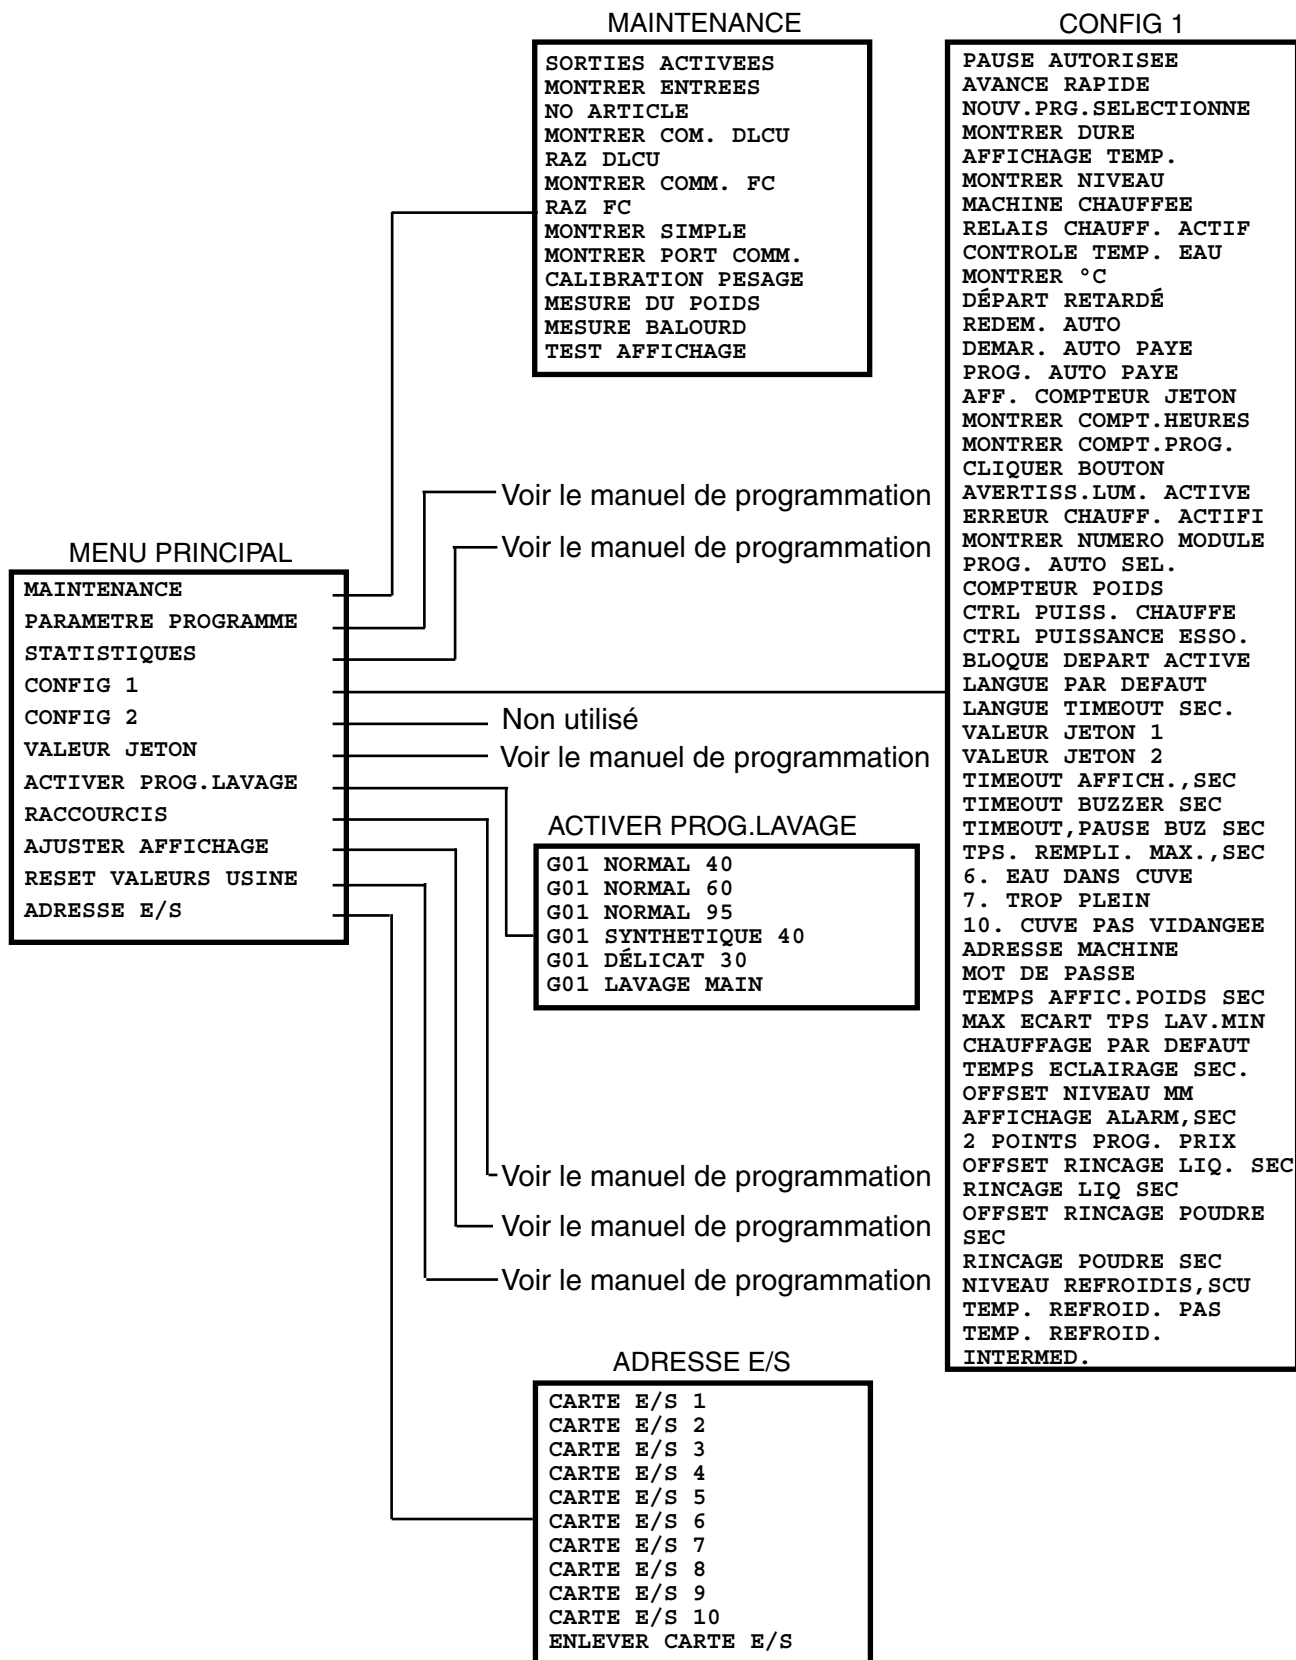 MAINTENANCE
SORTIES ACTIVEES
MONTRER ENTREES
NO ARTICLE
MONTRER COM. DLCU
RAZ DLCU
MONTRER COMM. FC
RAZ FC
MONTRER SIMPLE
MONTRER PORT COMM.
CALIBRATION PESAGE
MESURE DU POIDS
MESURE BALOURD
TEST AFFICHAGE
CONFIG 1
PAUSE AUTORISEE
AVANCE RAPIDE
NOUV.PRG.SELECTIONNE
MONTRER DURE
AFFICHAGE TEMP.
MONTRER NIVEAU
MACHINE CHAUFFEE
RELAIS CHAUFF. ACTIF
CONTROLE TEMP. EAU
MONTRER °C
DÉPART RETARDÉ
REDEM. AUTO
DEMAR. AUTO PAYE
PROG. AUTO PAYE
AFF. COMPTEUR JETON
MONTRER COMPT.HEURES
MONTRER COMPT.PROG.
CLIQUER BOUTON
AVERTISS.LUM. ACTIVE
ERREUR CHAUFF. ACTIFI
MONTRER NUMERO MODULE
PROG. AUTO SEL.
COMPTEUR POIDS
CTRL PUISS. CHAUFFE
CTRL PUISSANCE ESSO.
BLOQUE DEPART ACTIVE
LANGUE PAR DEFAUT
LANGUE TIMEOUT SEC.
VALEUR JETON 1
VALEUR JETON 2
TIMEOUT AFFICH.,SEC
TIMEOUT BUZZER SEC
TIMEOUT,PAUSE BUZ SEC
TPS. REMPLI. MAX.,SEC
6. EAU DANS CUVE
7. TROP PLEIN
10. CUVE PAS VIDANGEE
ADRESSE MACHINE
MOT DE PASSE
TEMPS AFFIC.POIDS SEC
MAX ECART TPS LAV.MIN
CHAUFFAGE PAR DEFAUT
TEMPS ECLAIRAGE SEC.
OFFSET NIVEAU MM
AFFICHAGE ALARM,SEC
2 POINTS PROG. PRIX
OFFSET RINCAGE LIQ. SEC
RINCAGE LIQ SEC
OFFSET RINCAGE POUDRE
SEC
RINCAGE POUDRE SEC
NIVEAU REFROIDIS,SCU
TEMP. REFROID. PAS
TEMP. REFROID.
INTERMED.
MENU PRINCIPAL
MAINTENANCE
PARAMETRE PROGRAMME
STATISTIQUES
CONFIG 1
CONFIG 2
VALEUR JETON
ACTIVER PROG.LAVAGE
RACCOURCIS
AJUSTER AFFICHAGE
RESET VALEURS USINE
ADRESSE E/S
Voir le manuel de programmation
Voir le manuel de programmation
Non utilisé
Voir le manuel de programmation
ACTIVER PROG.LAVAGE
G01 NORMAL 40
G01 NORMAL 60
G01 NORMAL 95
G01 SYNTHETIQUE 40
G01 DÉLICAT 30
G01 LAVAGE MAIN
Voir le manuel de programmation
Voir le manuel de programmation
Voir le manuel de programmation
ADRESSE E/S
CARTE E/S 1
CARTE E/S 2
CARTE E/S 3
CARTE E/S 4
CARTE E/S 5
CARTE E/S 6
CARTE E/S 7
CARTE E/S 8
CARTE E/S 9
CARTE E/S 10
ENLEVER CARTE E/S